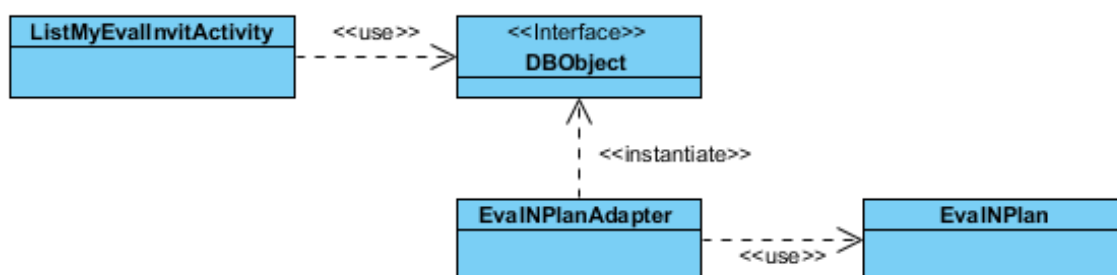 ListMyEvalInvitActivity
<<use>>
<<Interface>>
DBObject
<<instantiate>>
EvalNPlanAdapter
<<use>>
EvalNPlan